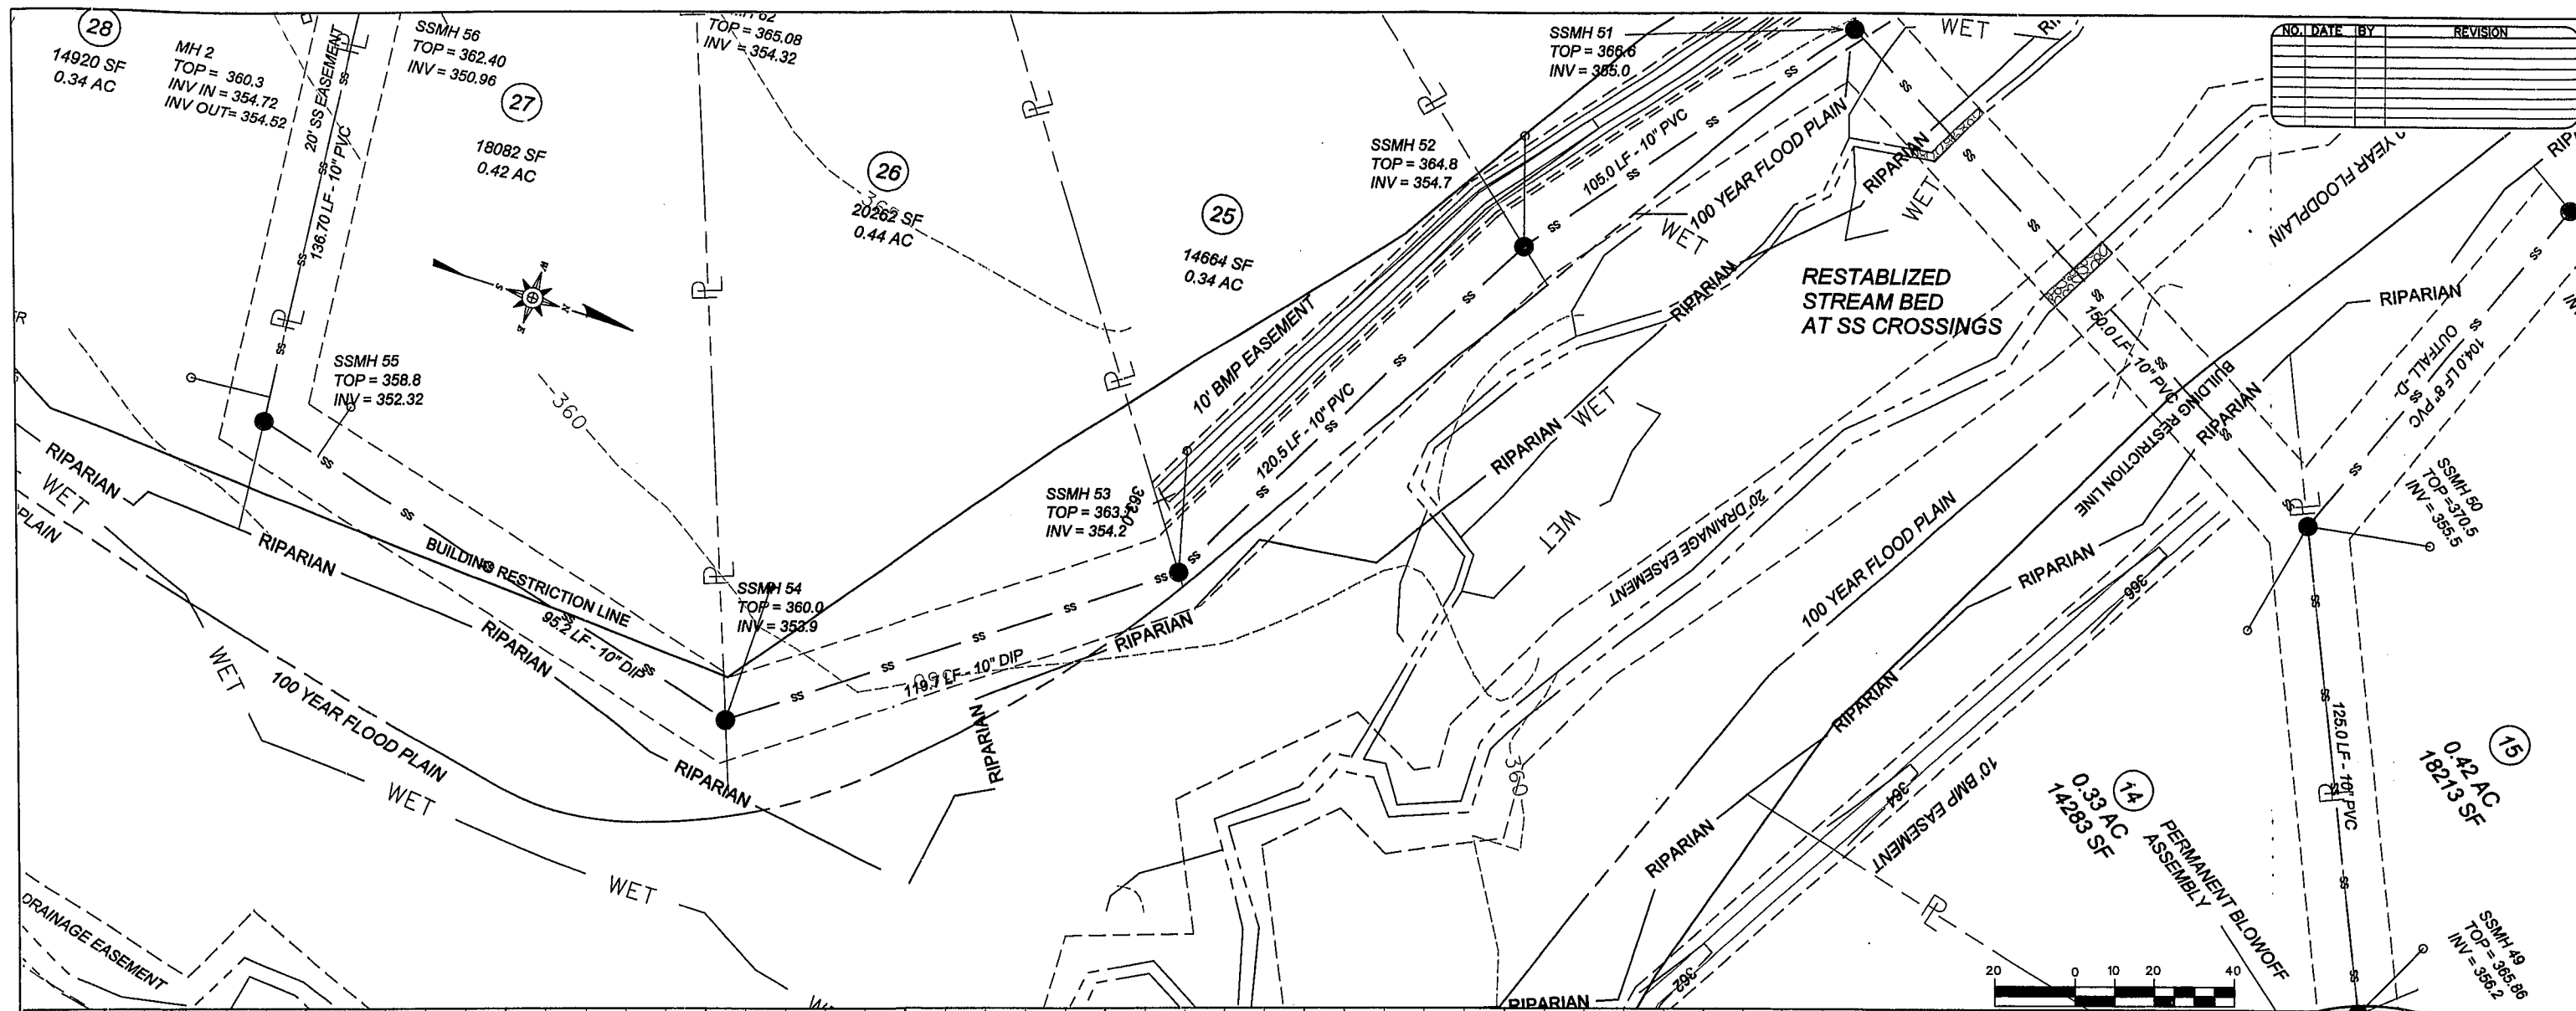 28
14920 SF
0.34 AC
MH 2
TOP = 360.3
INV IN = 354.72
INV OUT= 354.52
20' SS EASEMENT
136.70 LF - 10" PVC
SSMH 56
TOP = 362.40
INV = 350.96
27
18082 SF
0.42 AC
TOP = 365.08
INV = 354.32
26
20262 SF
0.44 AC
25
14664 SF
0.34 AC
SSMH 51
TOP = 366.6
INV = 355.0
SSMH 52
TOP = 364.8
INV = 354.7
105.0 LF - 10" PVC
100 YEAR FLOOD PLAIN
WET
WET
WET
RIPARIAN
RIPARIAN
NO. DATE BY REVISION
RESTABLIZED
STREAM BED
AT SS CROSSINGS
YEAR FLOODPLAIN
RIPARIAN
150.0 LF - 10" PVC
BUILDING RESTRICTION
LINE
RIPARIAN
OUTFALL -D-
104.0 LF 8" PVC
SSMH 50
TOP =370.5
INV = 355.5
SSMH 55
TOP = 358.8
INV = 352.32
360
10' BMP EASEMENT
120.5 LF - 10" PVC
SSMH 53
TOP = 363.
INV = 354.2
363.0
RIPARIAN
WET
WET
20' DRAINAGE EASEMENT
100 YEAR FLOOD PLAIN
RIPARIAN
366
RIPARIAN
WET
PLAIN
RIPARIAN
BUILDING RESTRICTION LINE
95.2 LF - 10" DIP
RIPARIAN
SSMH 54
TOP = 360.0
INV = 353.9
119.7 LF - 10" DIP
RIPARIAN
RIPARIAN
RIPARIAN
WET
100 YEAR FLOOD PLAIN
WET
WET
DRAINAGE EASEMENT
360
RIPARIAN
RIPARIAN
364
10' BMP EASEMENT
362
RIPARIAN
14
0.33 AC
14283 SF
PERMANENT BLOWOFF
ASSEMBLY
125.0 LF - 10" PVC
15
0.42 AC
18213 SF
SSMH 49
TOP = 365.86
INV = 356.2
20 0 10 20 40